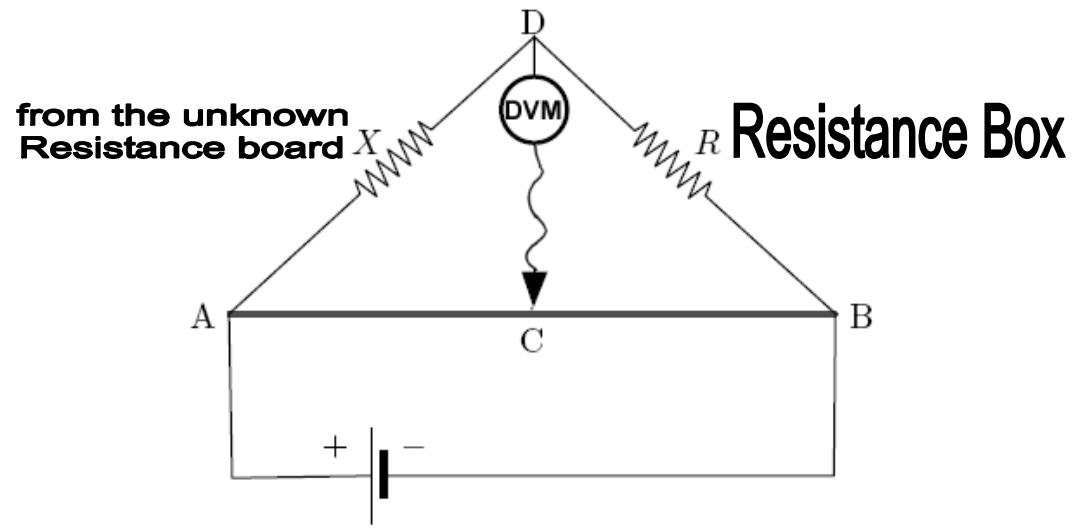 D
from the unknown
Resistance board
X
DVM
R
Resistance Box
A
B
C
+
−